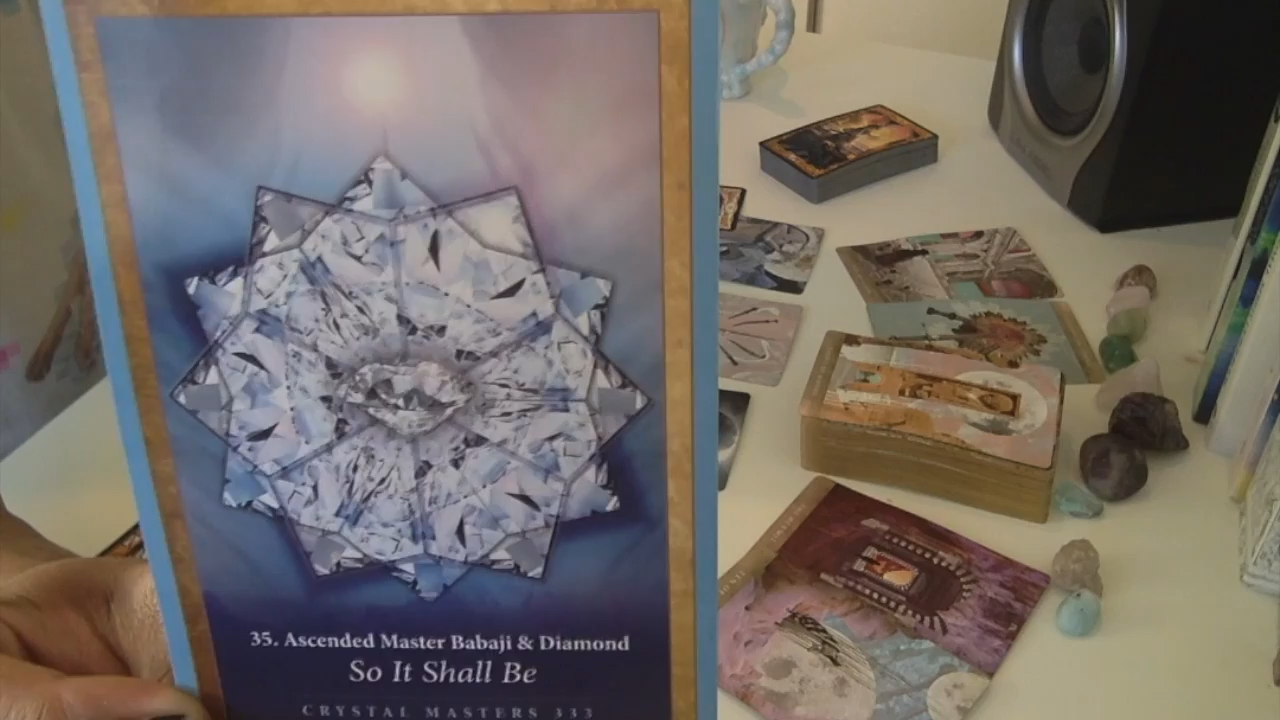 35. Ascended Master Babaji & Diamond
So It Shall Be
CRYSTAL MASTERS 333